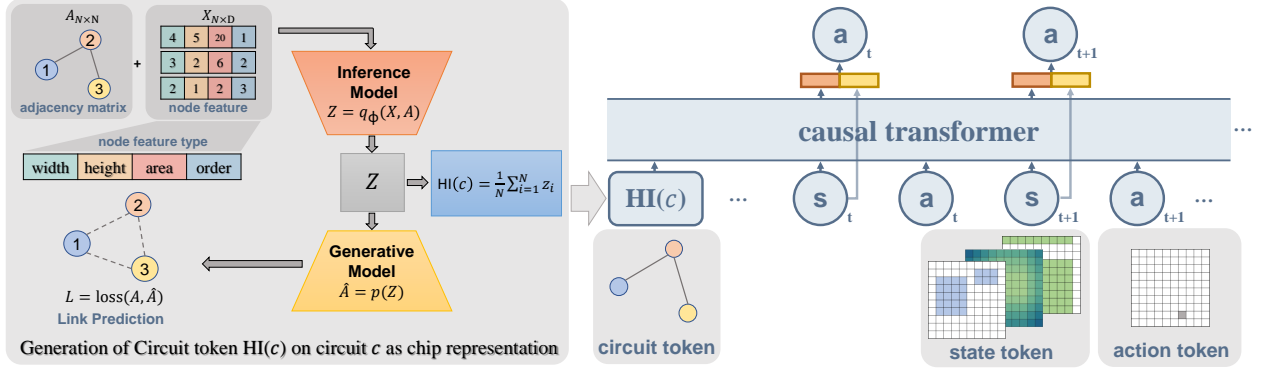 A_{N×N}
X_{N×D}
2
1
3
+
4 5 20 1
3 2 6 2
2 1 2 3
adjacency matrix
node feature
node feature type
width height area order
Inference
Model
Z = q_ϕ(X, A)
Z
HI(c) = \frac{1}{N}\sum_{i=1}^{N} z_i
Generative
Model
Â = p(Z)
2
1
3
L = loss(A, Â)
Link Prediction
Generation of Circuit token HI(c) on circuit c as chip representation
a t
a t+1
causal transformer
...
HI(c)
...
s t
a t
s t+1
a t+1
...
circuit token
state token
action token